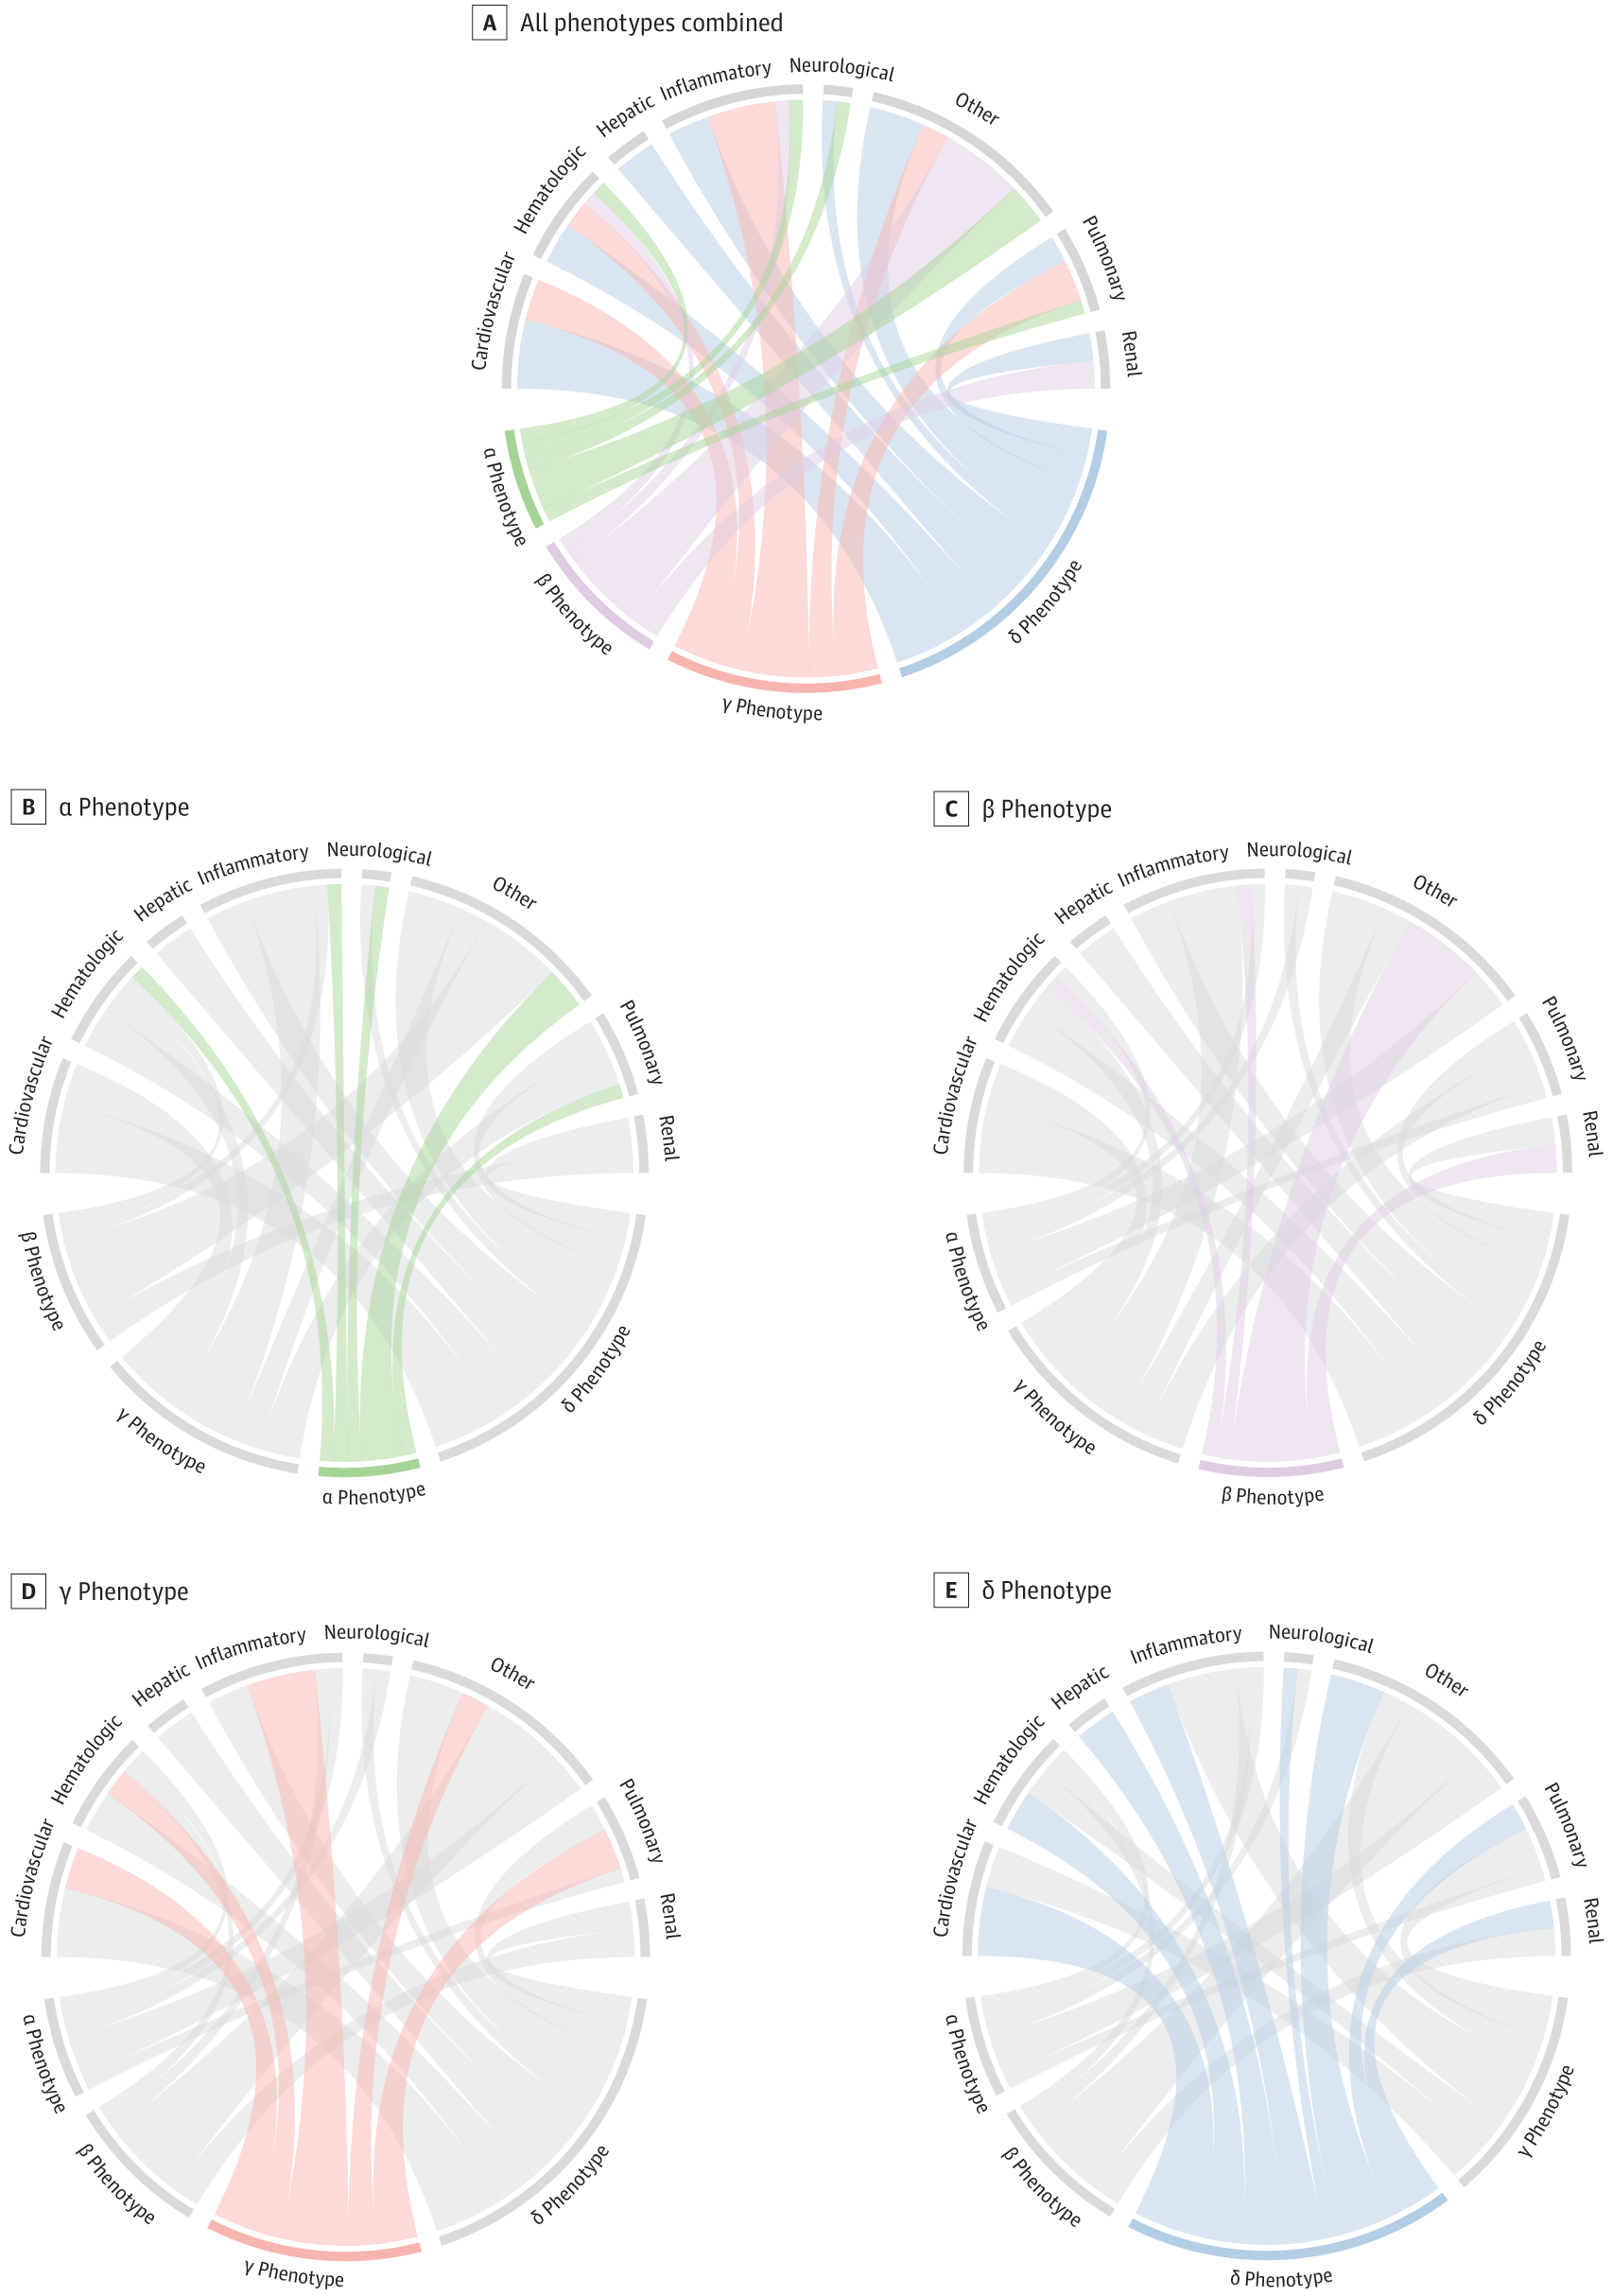 A All phenotypes combined
Cardiovascular
Hematologic
Hepatic
Inflammatory
Neurological
Other
Pulmonary
Renal
α Phenotype
β Phenotype
γ Phenotype
δ Phenotype
B α Phenotype
Cardiovascular
Hematologic
Hepatic
Inflammatory
Neurological
Other
Pulmonary
Renal
β Phenotype
γ Phenotype
α Phenotype
δ Phenotype
C β Phenotype
Cardiovascular
Hematologic
Hepatic
Inflammatory
Neurological
Other
Pulmonary
Renal
α Phenotype
γ Phenotype
β Phenotype
δ Phenotype
D γ Phenotype
Cardiovascular
Hematologic
Hepatic
Inflammatory
Neurological
Other
Pulmonary
Renal
α Phenotype
β Phenotype
γ Phenotype
δ Phenotype
E δ Phenotype
Cardiovascular
Hematologic
Hepatic
Inflammatory
Neurological
Other
Pulmonary
Renal
α Phenotype
β Phenotype
δ Phenotype
γ Phenotype